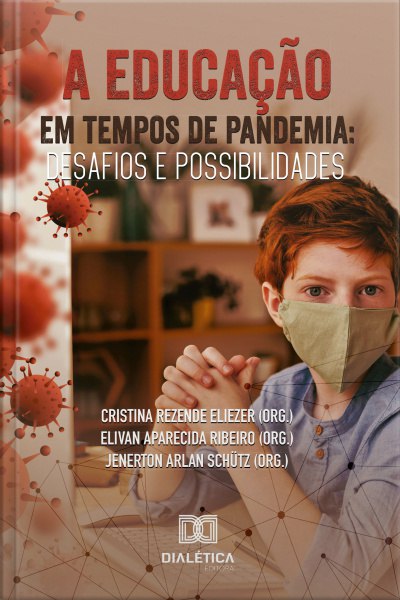 A EDUCAÇÃO
EM TEMPOS DE PANDEMIA:
DESAFIOS E POSSIBILIDADES
CRISTINA REZENDE ELIEZER (ORG.)
ELIVAN APARECIDA RIBEIRO (ORG.)
JENERTON ARLAN SCHÜTZ (ORG.)
DIALÉTICA
EDITORA